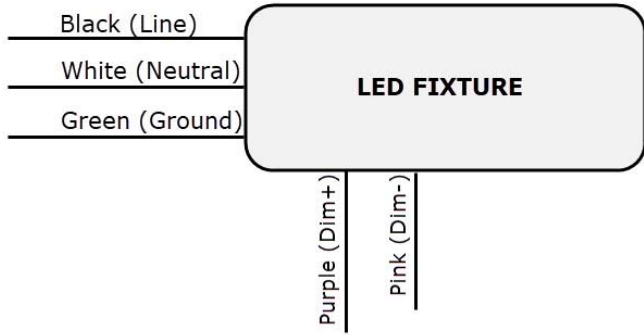 Black (Line)
White (Neutral)
Green (Ground)
LED FIXTURE
Purple (Dim+)
Pink (Dim-)